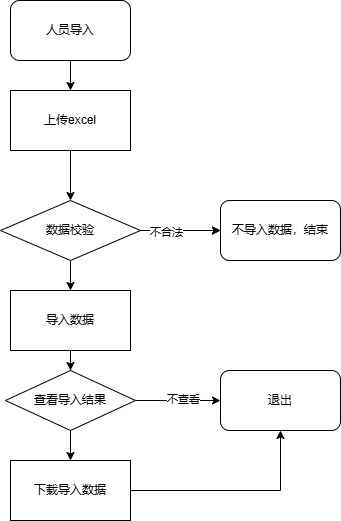 人员导入
上传excel
数据校验
不合法
不导入数据，结束
导入数据
查看导入结果
不查看
退出
下载导入数据